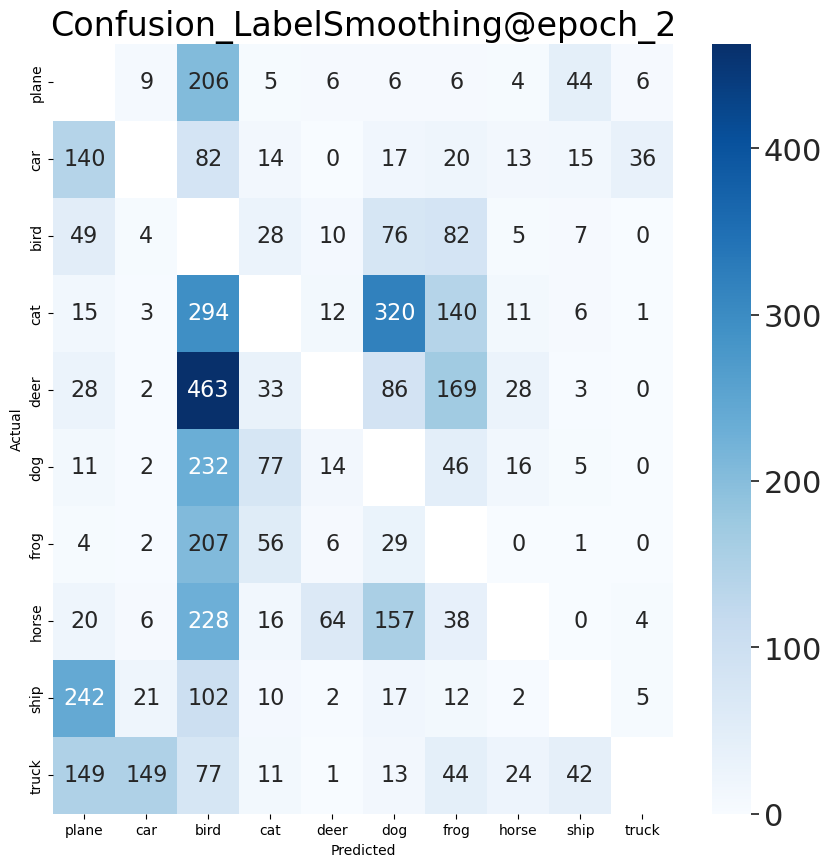 Confusion_LabelSmoothing@epoch_2
plane 9 206 5 6 6 6 4 44 6
car 140 82 14 0 17 20 13 15 36
bird 49 4 28 10 76 82 5 7 0
cat 15 3 294 12 320 140 11 6 1
deer 28 2 463 33 86 169 28 3 0
dog 11 2 232 77 14 46 16 5 0
frog 4 2 207 56 6 29 0 1 0
horse 20 6 228 16 64 157 38 0 4
ship 242 21 102 10 2 17 12 2 5
truck 149 149 77 11 1 13 44 24 42
plane car bird cat deer dog frog horse ship truck
Predicted
Actual
400
300
200
100
0